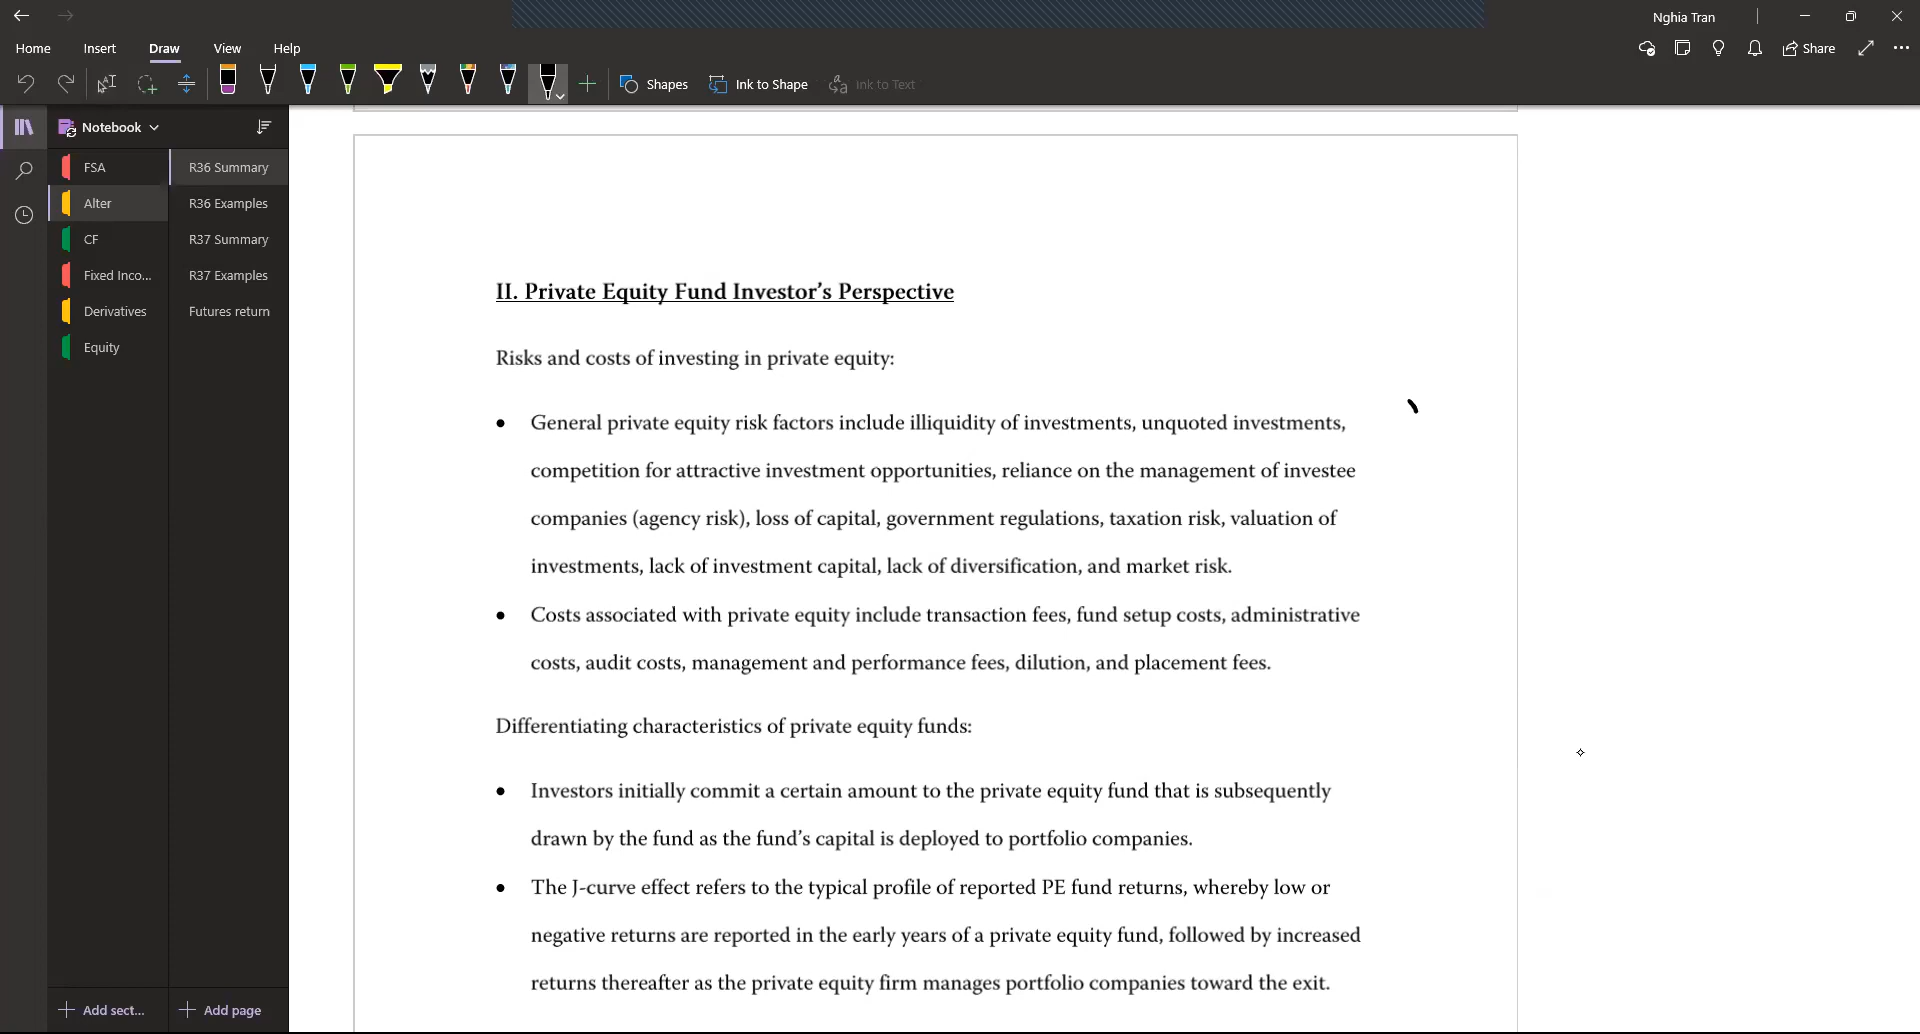 Nghia Tran
Home Insert Draw View Help
Share
Shapes Ink to Shape Ink to Text
Notebook
FSA
Alter
CF
Fixed Inco...
Derivatives
Equity
R36 Summary
R36 Examples
R37 Summary
R37 Examples
Futures return
II. Private Equity Fund Investor’s Perspective
Risks and costs of investing in private equity:
• General private equity risk factors include illiquidity of investments, unquoted investments,
competition for attractive investment opportunities, reliance on the management of investee
companies (agency risk), loss of capital, government regulations, taxation risk, valuation of
investments, lack of investment capital, lack of diversification, and market risk.
• Costs associated with private equity include transaction fees, fund setup costs, administrative
costs, audit costs, management and performance fees, dilution, and placement fees.
Differentiating characteristics of private equity funds:
• Investors initially commit a certain amount to the private equity fund that is subsequently
drawn by the fund as the fund’s capital is deployed to portfolio companies.
• The J-curve effect refers to the typical profile of reported PE fund returns, whereby low or
negative returns are reported in the early years of a private equity fund, followed by increased
returns thereafter as the private equity firm manages portfolio companies toward the exit.
Add sect... Add page